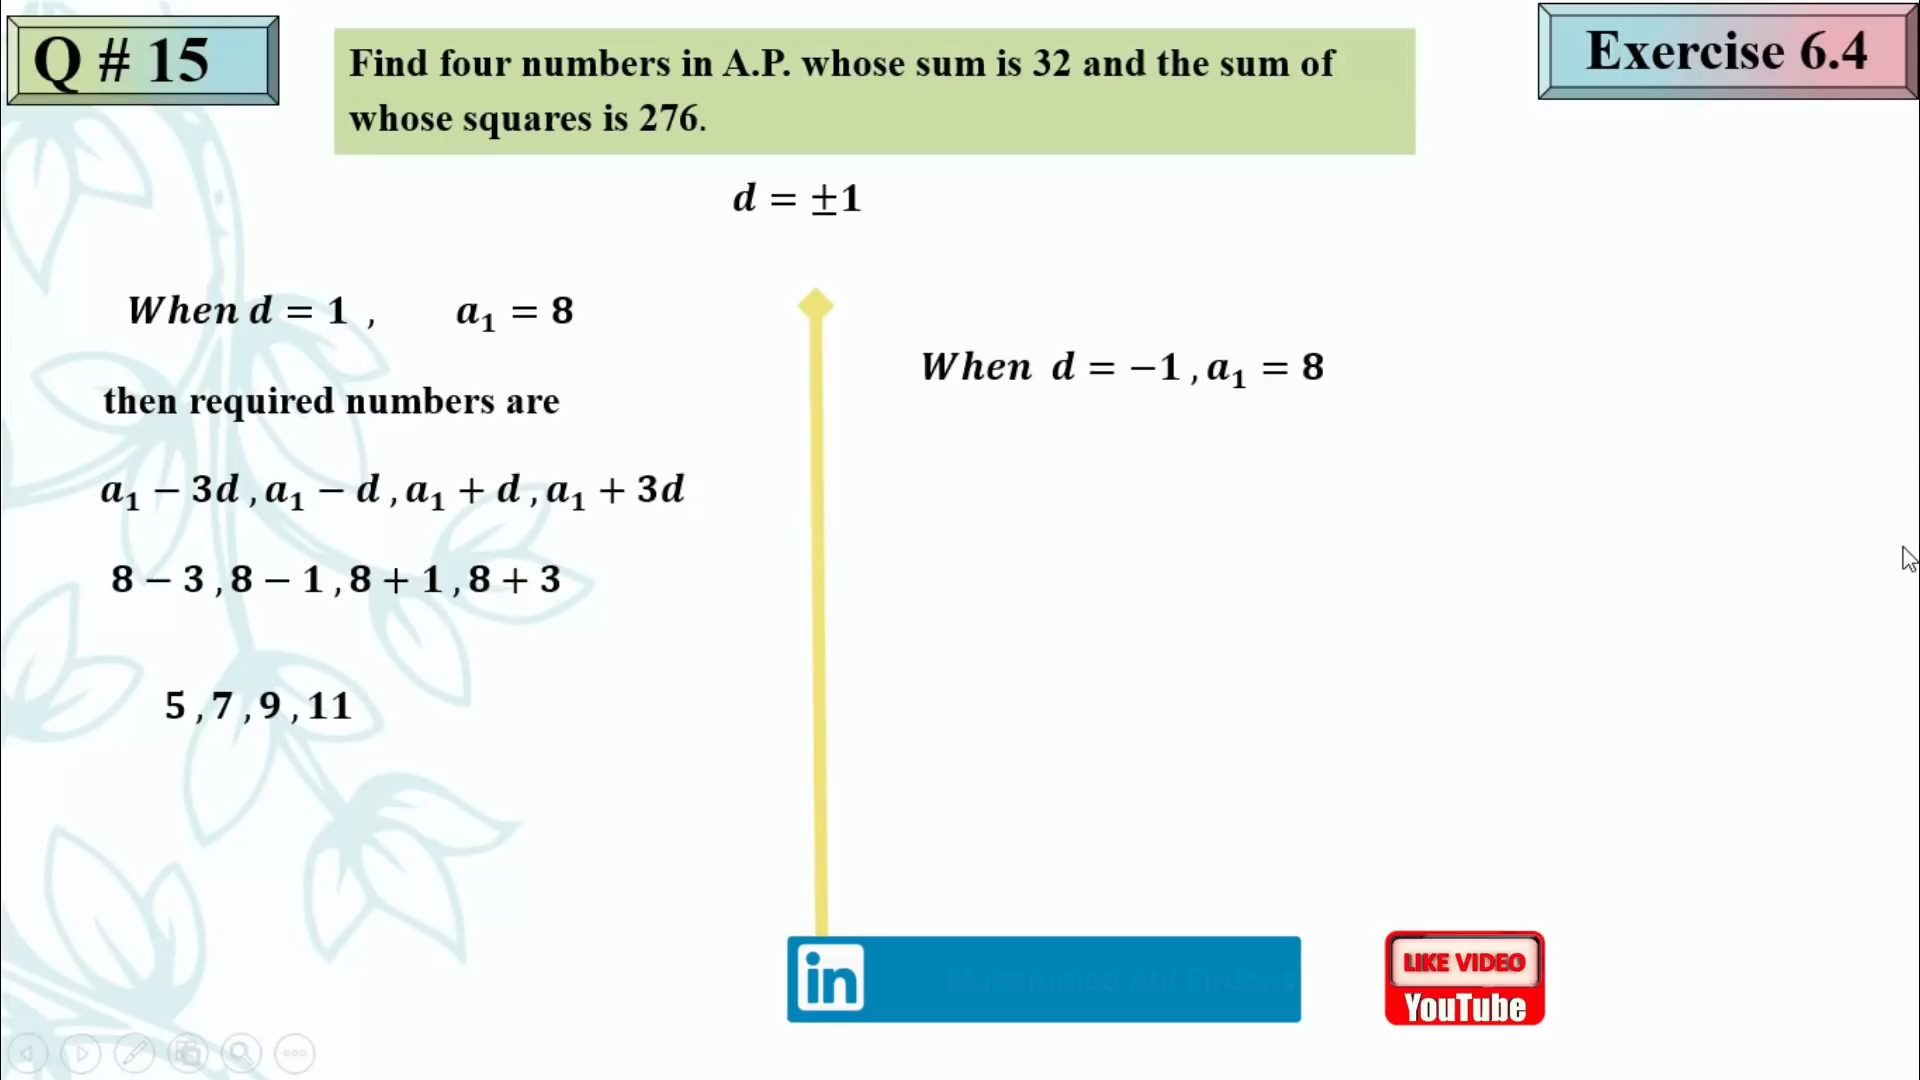 Q # 15
Find four numbers in A.P. whose sum is 32 and the sum of
whose squares is 276.
Exercise 6.4
d = ±1
When d = 1 , a₁ = 8
then required numbers are
a₁ − 3d , a₁ − d , a₁ + d , a₁ + 3d
8 − 3 , 8 − 1 , 8 + 1 , 8 + 3
5 , 7 , 9 , 11
When d = −1 , a₁ = 8
in
LIKE VIDEO
YouTube